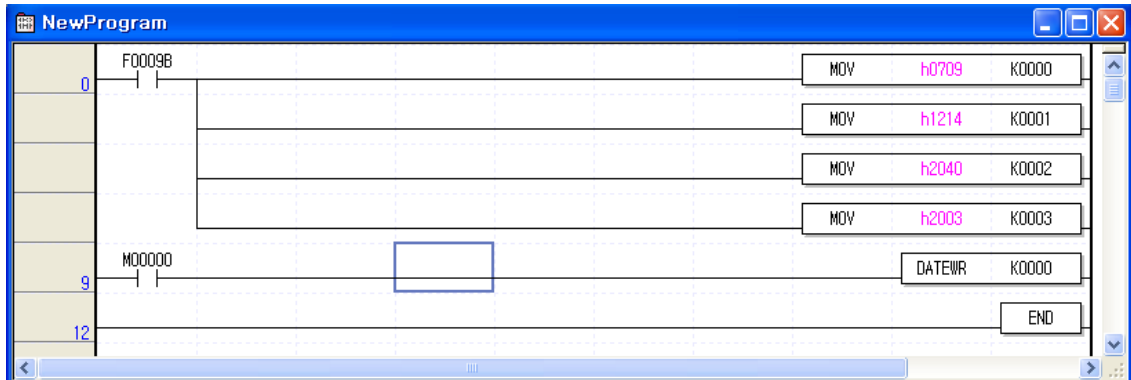 NewProgram
F0009B
0
MOV h0709 K0000
MOV h1214 K0001
MOV h2040 K0002
MOV h2003 K0003
M00000
9
DATEWR K0000
END
12